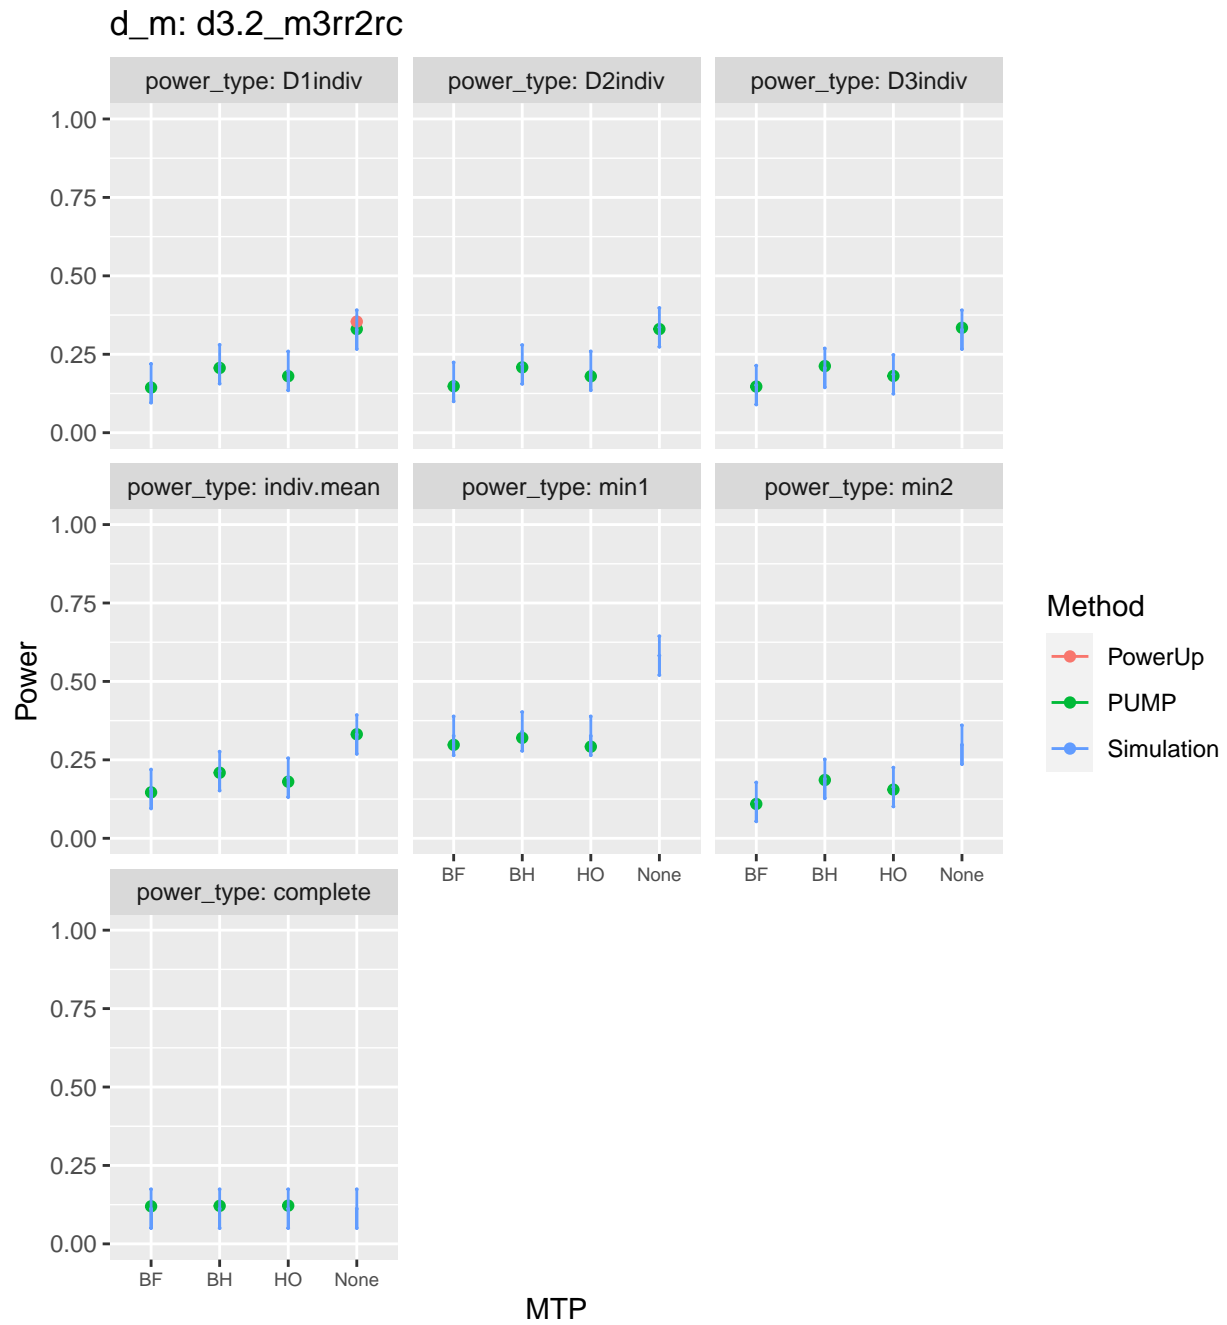 d_m: d3.2_m3rr2rc
power_type: D1indiv
power_type: D2indiv
power_type: D3indiv
1.00
0.75
0.50
0.25
0.00
power_type: indiv.mean
power_type: min1
power_type: min2
1.00
0.75
0.50
0.25
0.00
BF BH HO None
BF BH HO None
power_type: complete
1.00
0.75
0.50
0.25
0.00
BF BH HO None
MTP
Power
Method
PowerUp
PUMP
Simulation